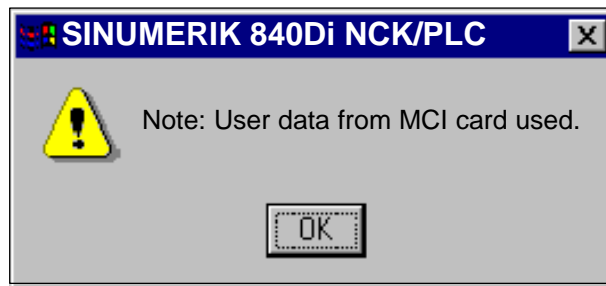 SINUMERIK 840Di NCK/PLC
Note: User data from MCI card used.
OK